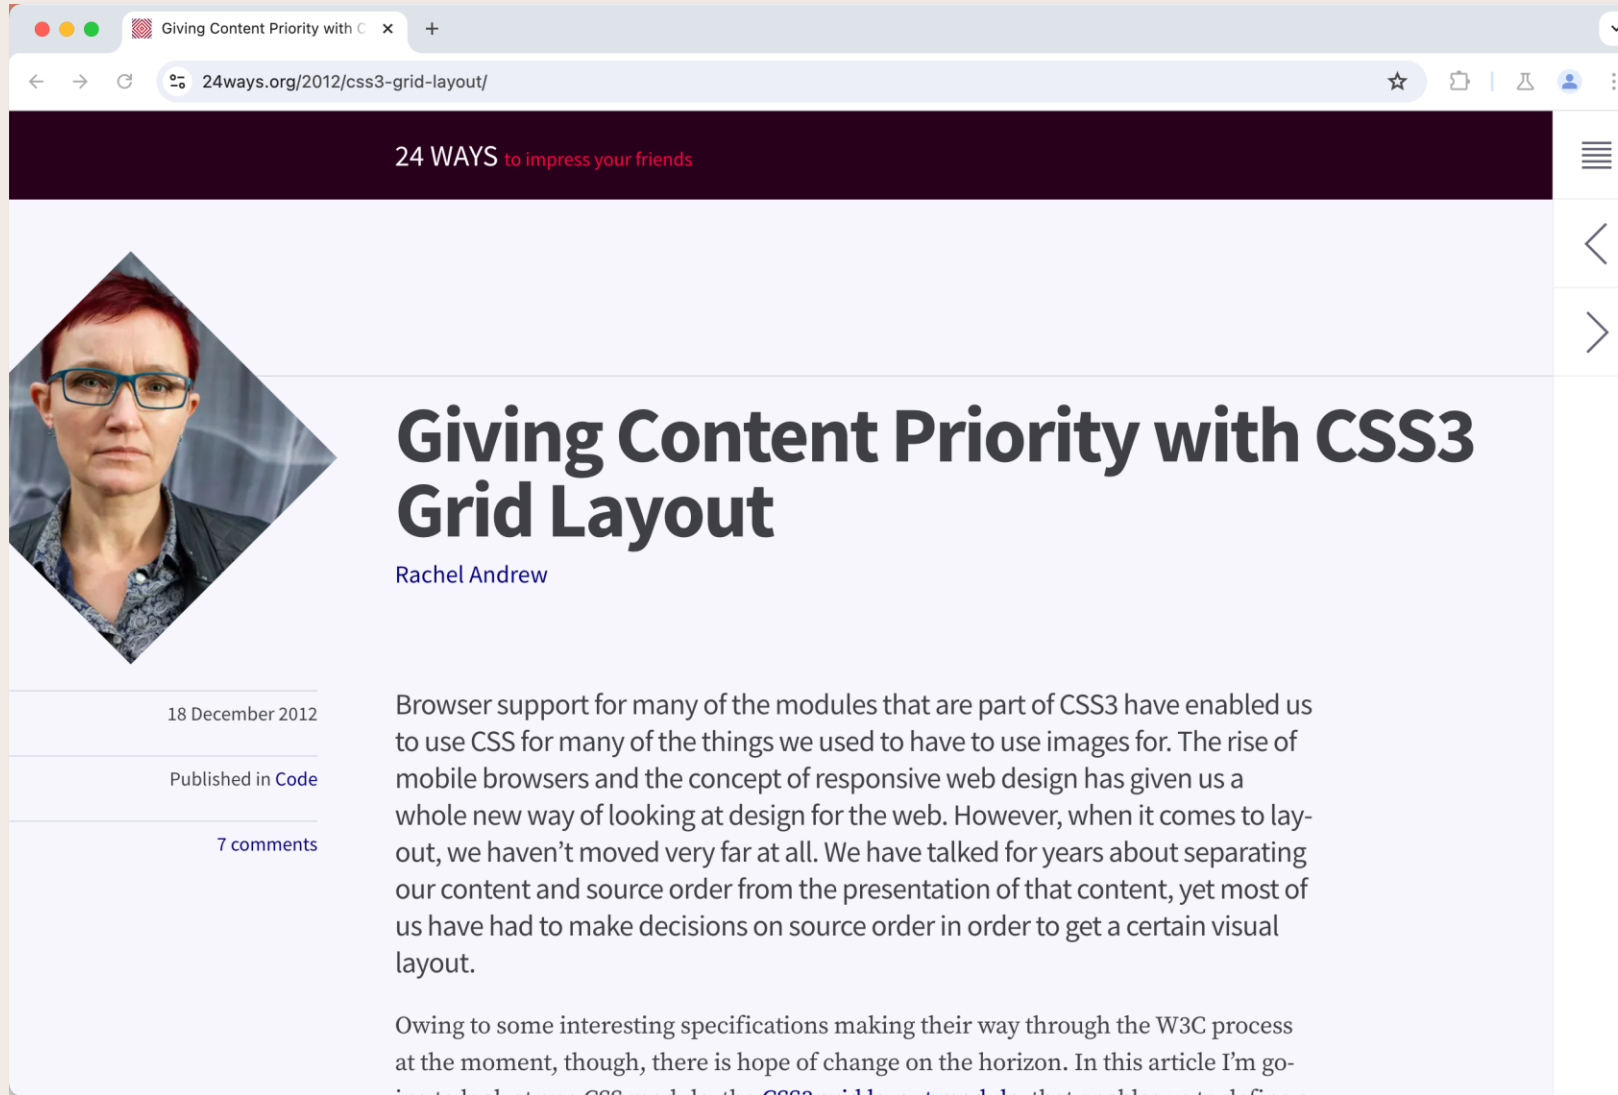 Giving Content Priority with C
24ways.org/2012/css3-grid-layout/
24 WAYS to impress your friends
Giving Content Priority with CSS3
Grid Layout
Rachel Andrew
18 December 2012
Published in Code
7 comments
Browser support for many of the modules that are part of CSS3 have enabled us
to use CSS for many of the things we used to have to use images for. The rise of
mobile browsers and the concept of responsive web design has given us a
whole new way of looking at design for the web. However, when it comes to lay-
out, we haven’t moved very far at all. We have talked for years about separating
our content and source order from the presentation of that content, yet most of
us have had to make decisions on source order in order to get a certain visual
layout.
Owing to some interesting specifications making their way through the W3C process
at the moment, though, there is hope of change on the horizon. In this article I’m go-